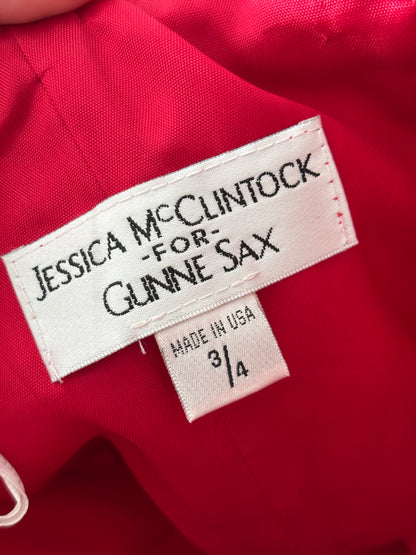 JESSICA McCLINTOCK
-FOR-
GUNNE SAX
MADE IN USA
3/4